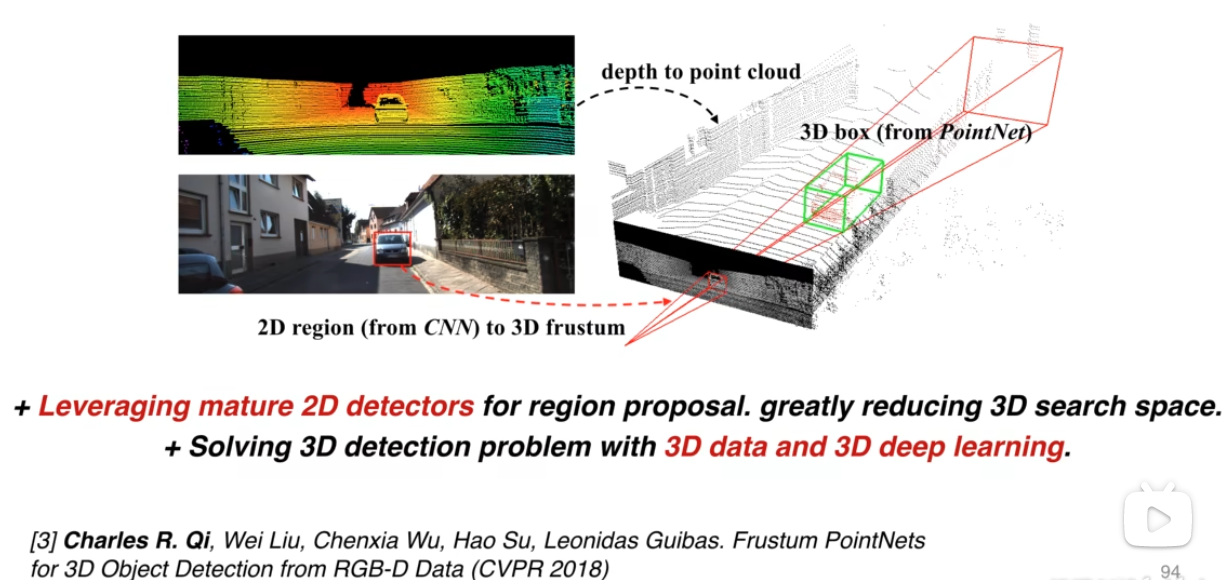 depth to point cloud
3D box (from PointNet)
2D region (from CNN) to 3D frustum
+ Leveraging mature 2D detectors for region proposal. greatly reducing 3D search space.
+ Solving 3D detection problem with 3D data and 3D deep learning.
[3] Charles R. Qi, Wei Liu, Chenxia Wu, Hao Su, Leonidas Guibas. Frustum PointNets
for 3D Object Detection from RGB-D Data (CVPR 2018)
94